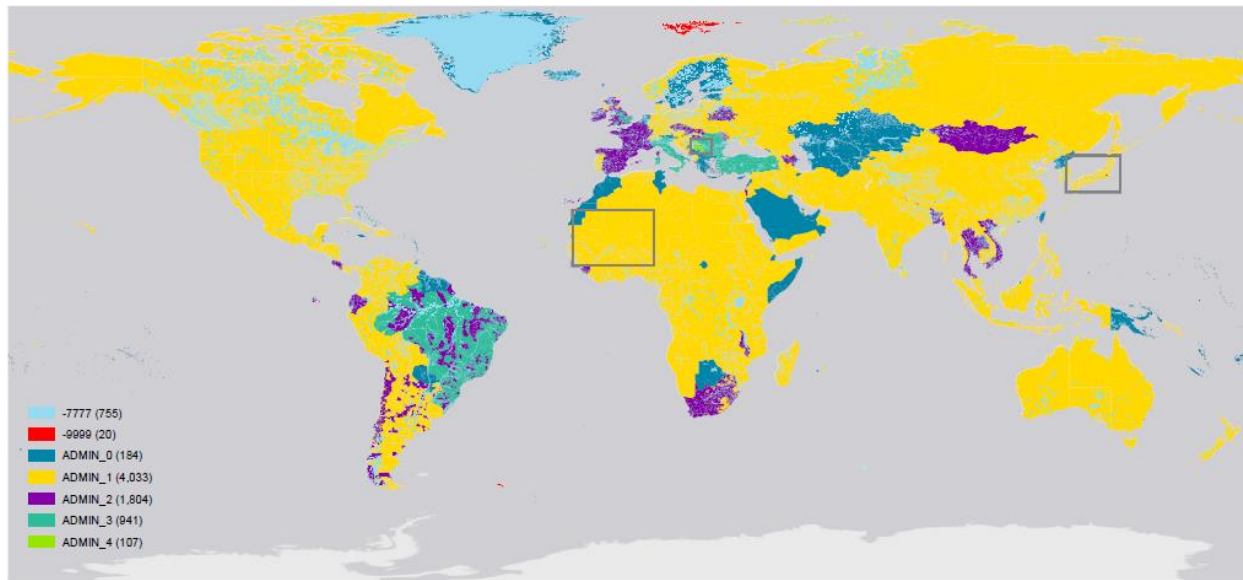 -7777 (755)
-9999 (20)
ADMIN_0 (184)
ADMIN_1 (4,033)
ADMIN_2 (1,804)
ADMIN_3 (941)
ADMIN_4 (107)